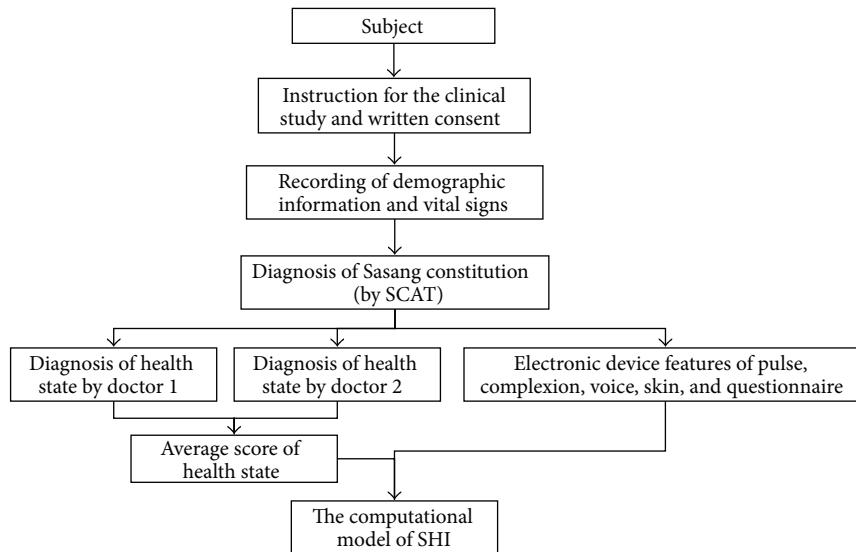 Subject
Instruction for the clinical
study and written consent
Recording of demographic
information and vital signs
Diagnosis of Sasang constitution
(by SCAT)
Diagnosis of health
state by doctor 1
Diagnosis of health
state by doctor 2
Electronic device features of pulse,
complexion, voice, skin, and questionnaire
Average score of
health state
The computational
model of SHI